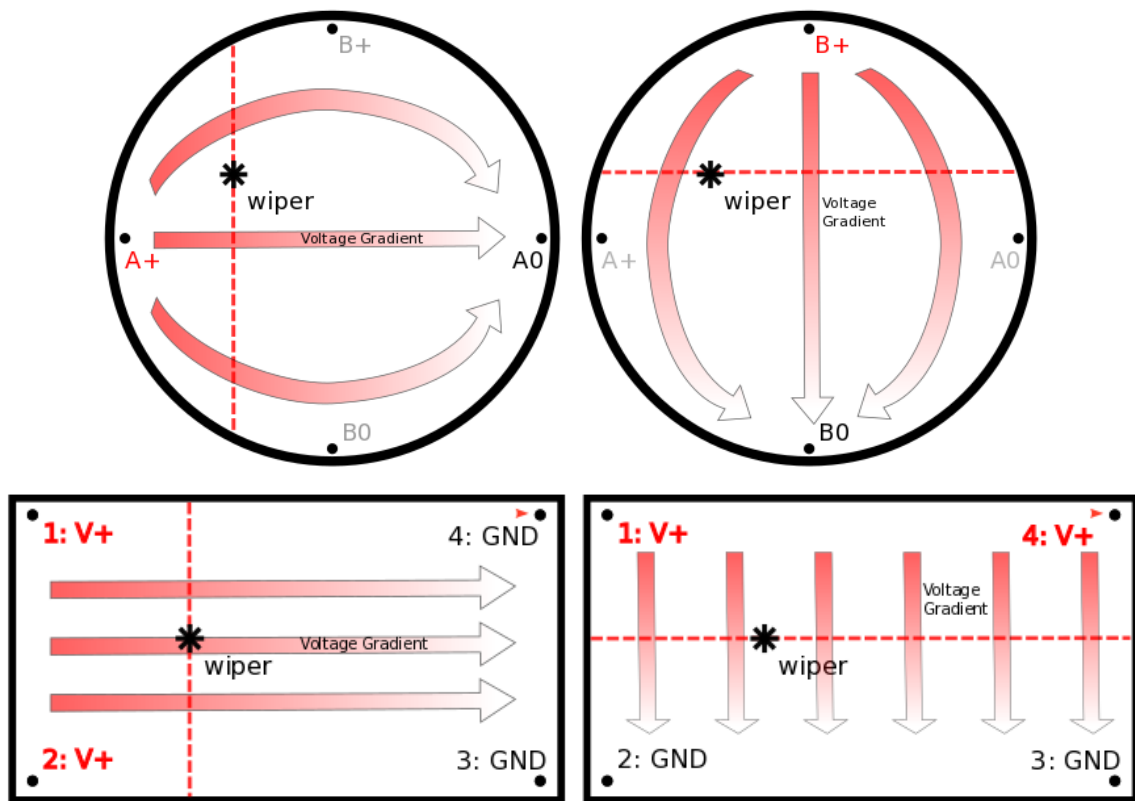 B+
wiper
Voltage Gradient
A+
A0
B0
B+
wiper
Voltage
Gradient
A+
A0
B0
1: V+
4: GND
Voltage Gradient
wiper
2: V+
3: GND
1: V+
4: V+
Voltage
Gradient
wiper
2: GND
3: GND